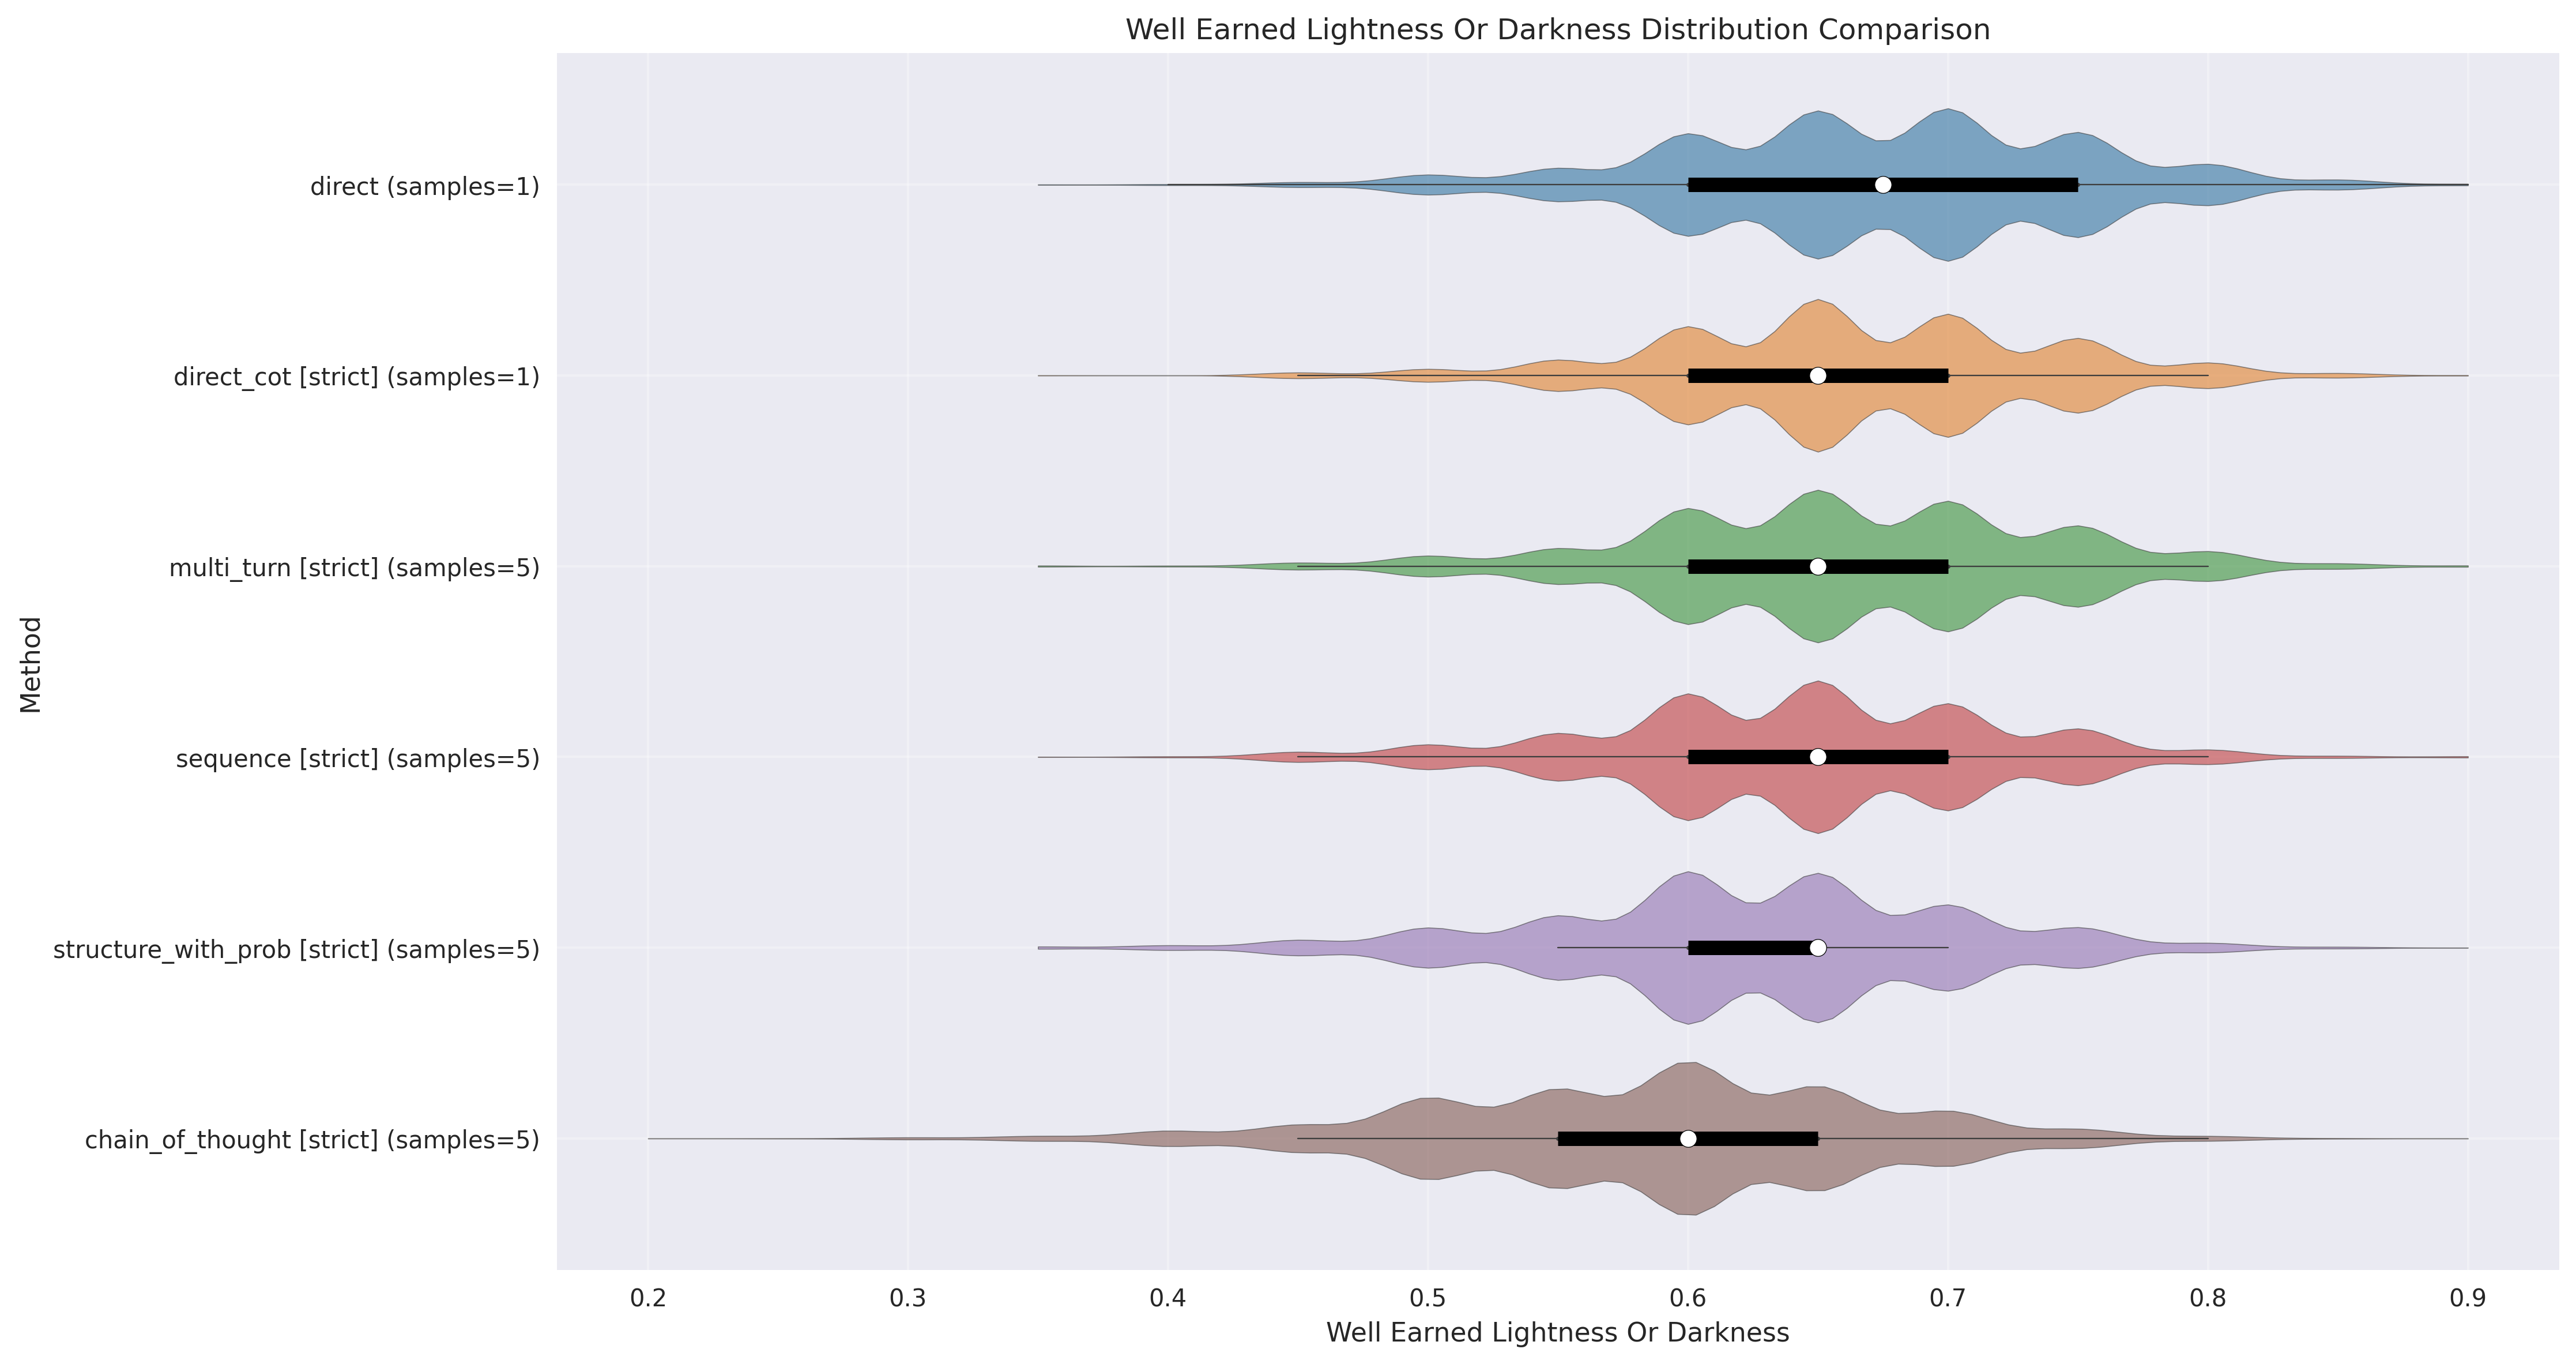 Well Earned Lightness Or Darkness Distribution Comparison
Method
direct (samples=1)
direct_cot [strict] (samples=1)
multi_turn [strict] (samples=5)
sequence [strict] (samples=5)
structure_with_prob [strict] (samples=5)
chain_of_thought [strict] (samples=5)
0.2 0.3 0.4 0.5 0.6 0.7 0.8 0.9
Well Earned Lightness Or Darkness